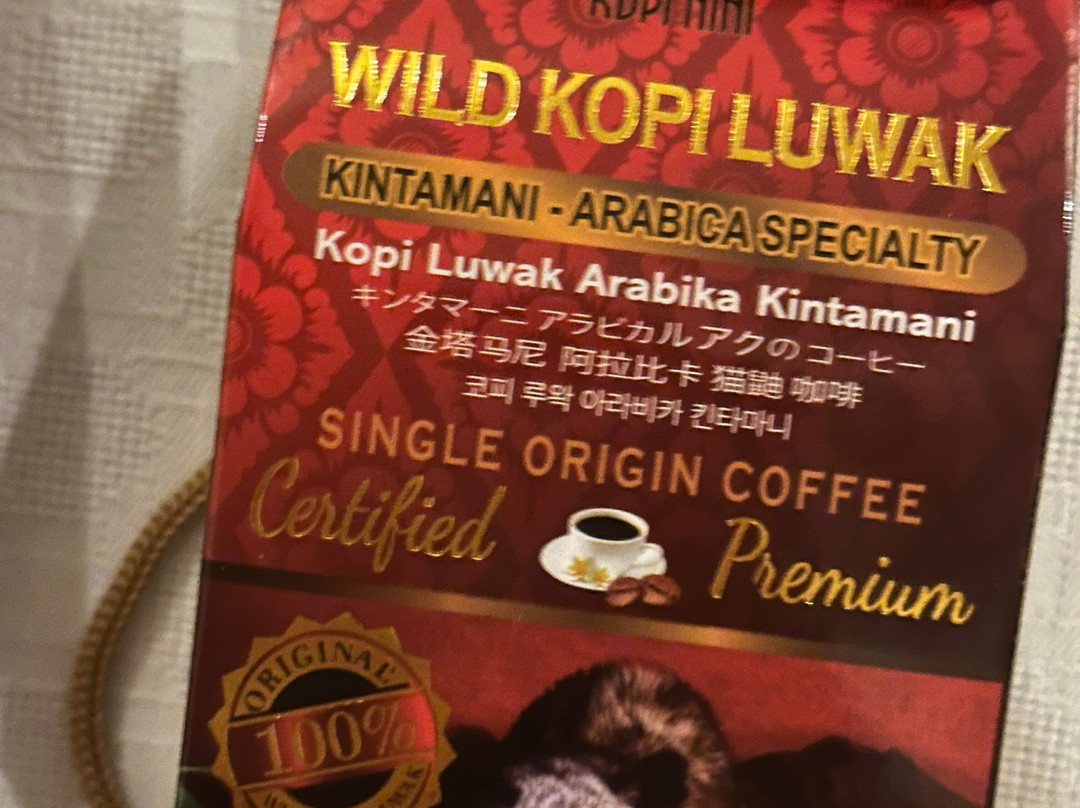 KOPI NINI
WILD KOPI LUWAK
KINTAMANI - ARABICA SPECIALTY
Kopi Luwak Arabika Kintamani
キンタマーニ アラビカルアクのコーヒー
金塔马尼 阿拉比卡 猫鼬 咖啡
코피 루왁 아라비카 킨타마니
SINGLE ORIGIN COFFEE
Certified Premium
ORIGINAL
100%
LUWAK